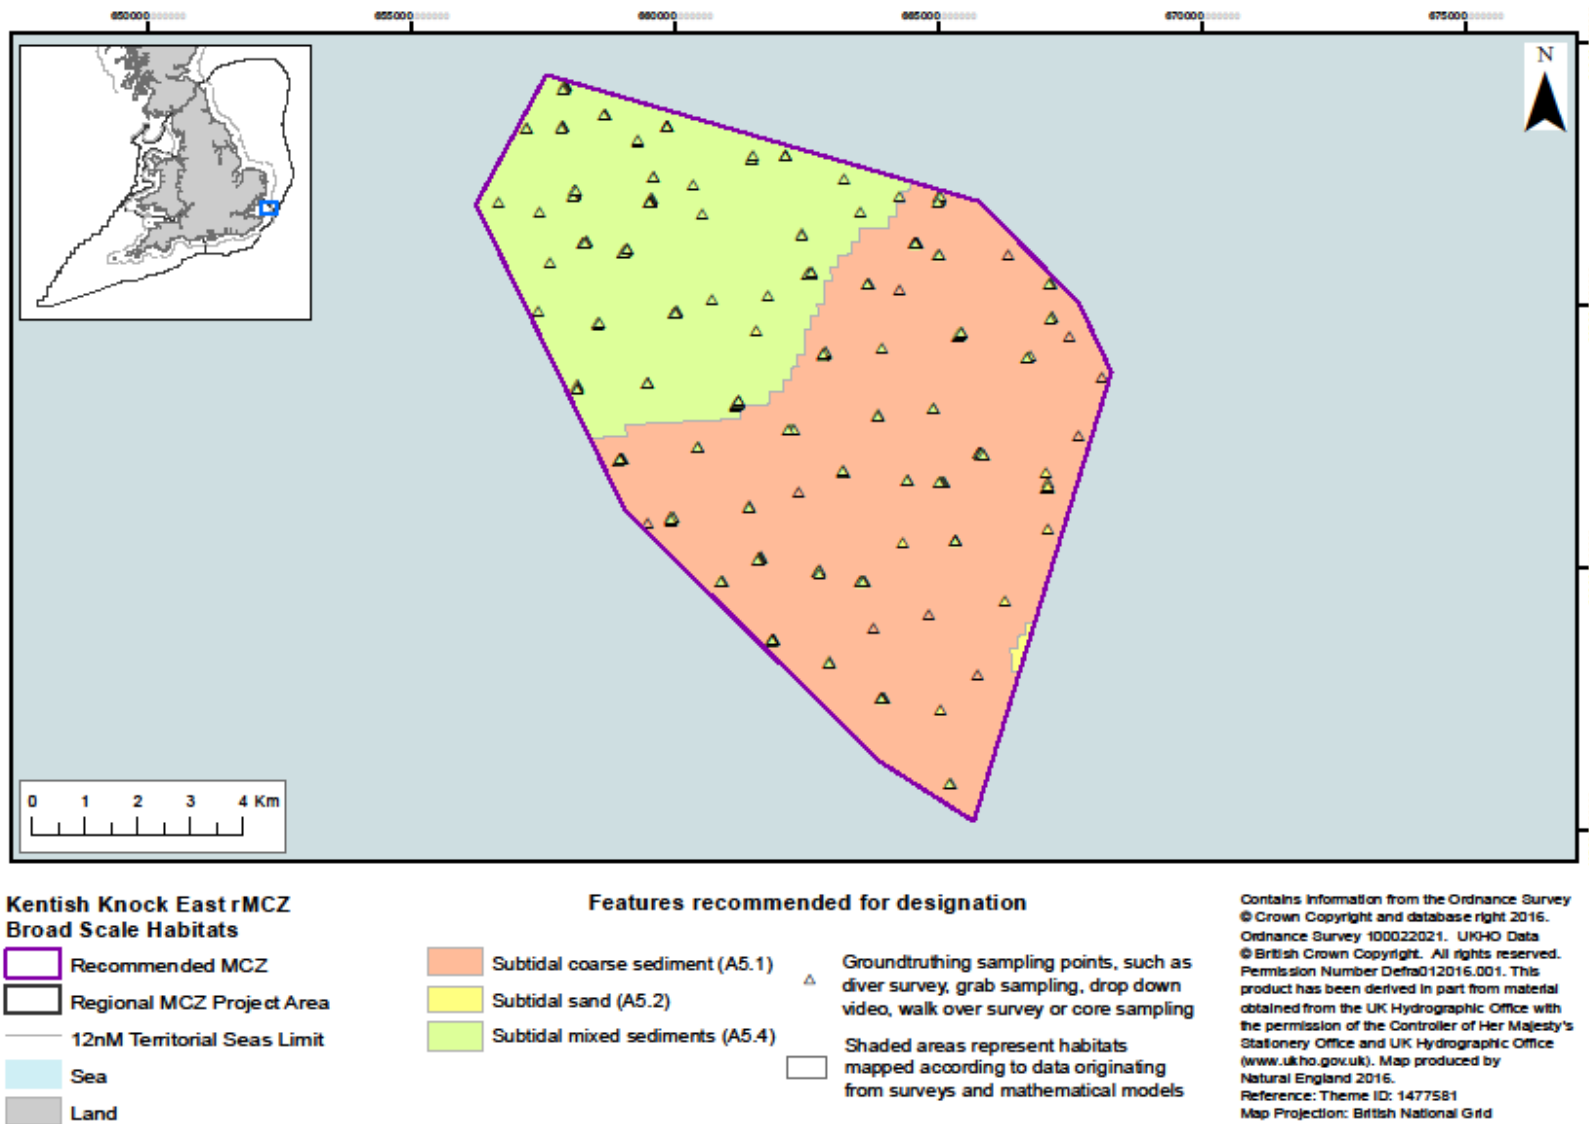 650000
655000
660000
665000
670000
675000
N
0 1 2 3 4 Km
Kentish Knock East rMCZ
Broad Scale Habitats
Recommended MCZ
Regional MCZ Project Area
12nM Territorial Seas Limit
Sea
Land
Features recommended for designation
Subtidal coarse sediment (A5.1)
Subtidal sand (A5.2)
Subtidal mixed sediments (A5.4)
Groundtruthing sampling points, such as
diver survey, grab sampling, drop down
video, walk over survey or core sampling
Shaded areas represent habitats
mapped according to data originating
from surveys and mathematical models
Contains Information from the Ordnance Survey
© Crown Copyright and database right 2016.
Ordnance Survey 100022021. UKHO Data
© British Crown Copyright. All rights reserved.
Permission Number Defra012016.001. This
product has been derived in part from material
obtained from the UK Hydrographic Office with
the permission of the Controller of Her Majesty's
Stationery Office and UK Hydrographic Office
(www.ukho.gov.uk). Map produced by
Natural England 2016.
Reference: Theme ID: 1477581
Map Projection: British National Grid